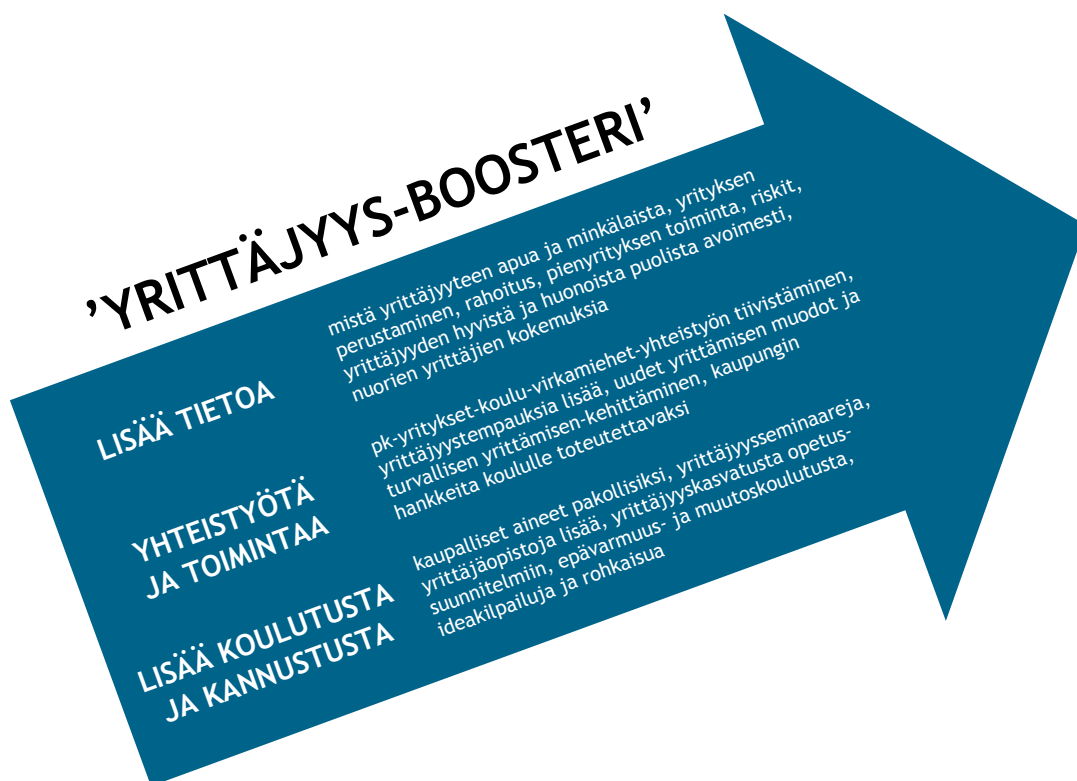 ’YRITTÄJYYS-BOOSTERI’
LISÄÄ TIETOA
mistä yrittäjyyteen apua ja minkälaista, yrityksen
perustaminen, rahoitus, pienyrityksen toiminta, riskit,
yrittäjyyden hyvistä ja huonoista puolista avoimesti,
nuorien yrittäjien kokemuksia
YHTEISTYÖTÄ
JA TOIMINTAA
pk-yritykset-koulu-virkamiehet-yhteistyön tiivistäminen,
yrittäjyystempauksia lisää, uudet yrittämisen muodot ja
turvallisen yrittämisen-kehittäminen, kaupungin
hankkeita koululle toteutettavaksi
LISÄÄ KOULUTUSTA
JA KANNUSTUSTA
kaupalliset aineet pakollisiksi, yrittäjyysseminaareja,
yrittäjäopistoja lisää, yrittäjyyskasvatusta opetus-
suunnitelmiin, epävarmuus- ja muutoskoulutusta,
ideakilpailuja ja rohkaisua